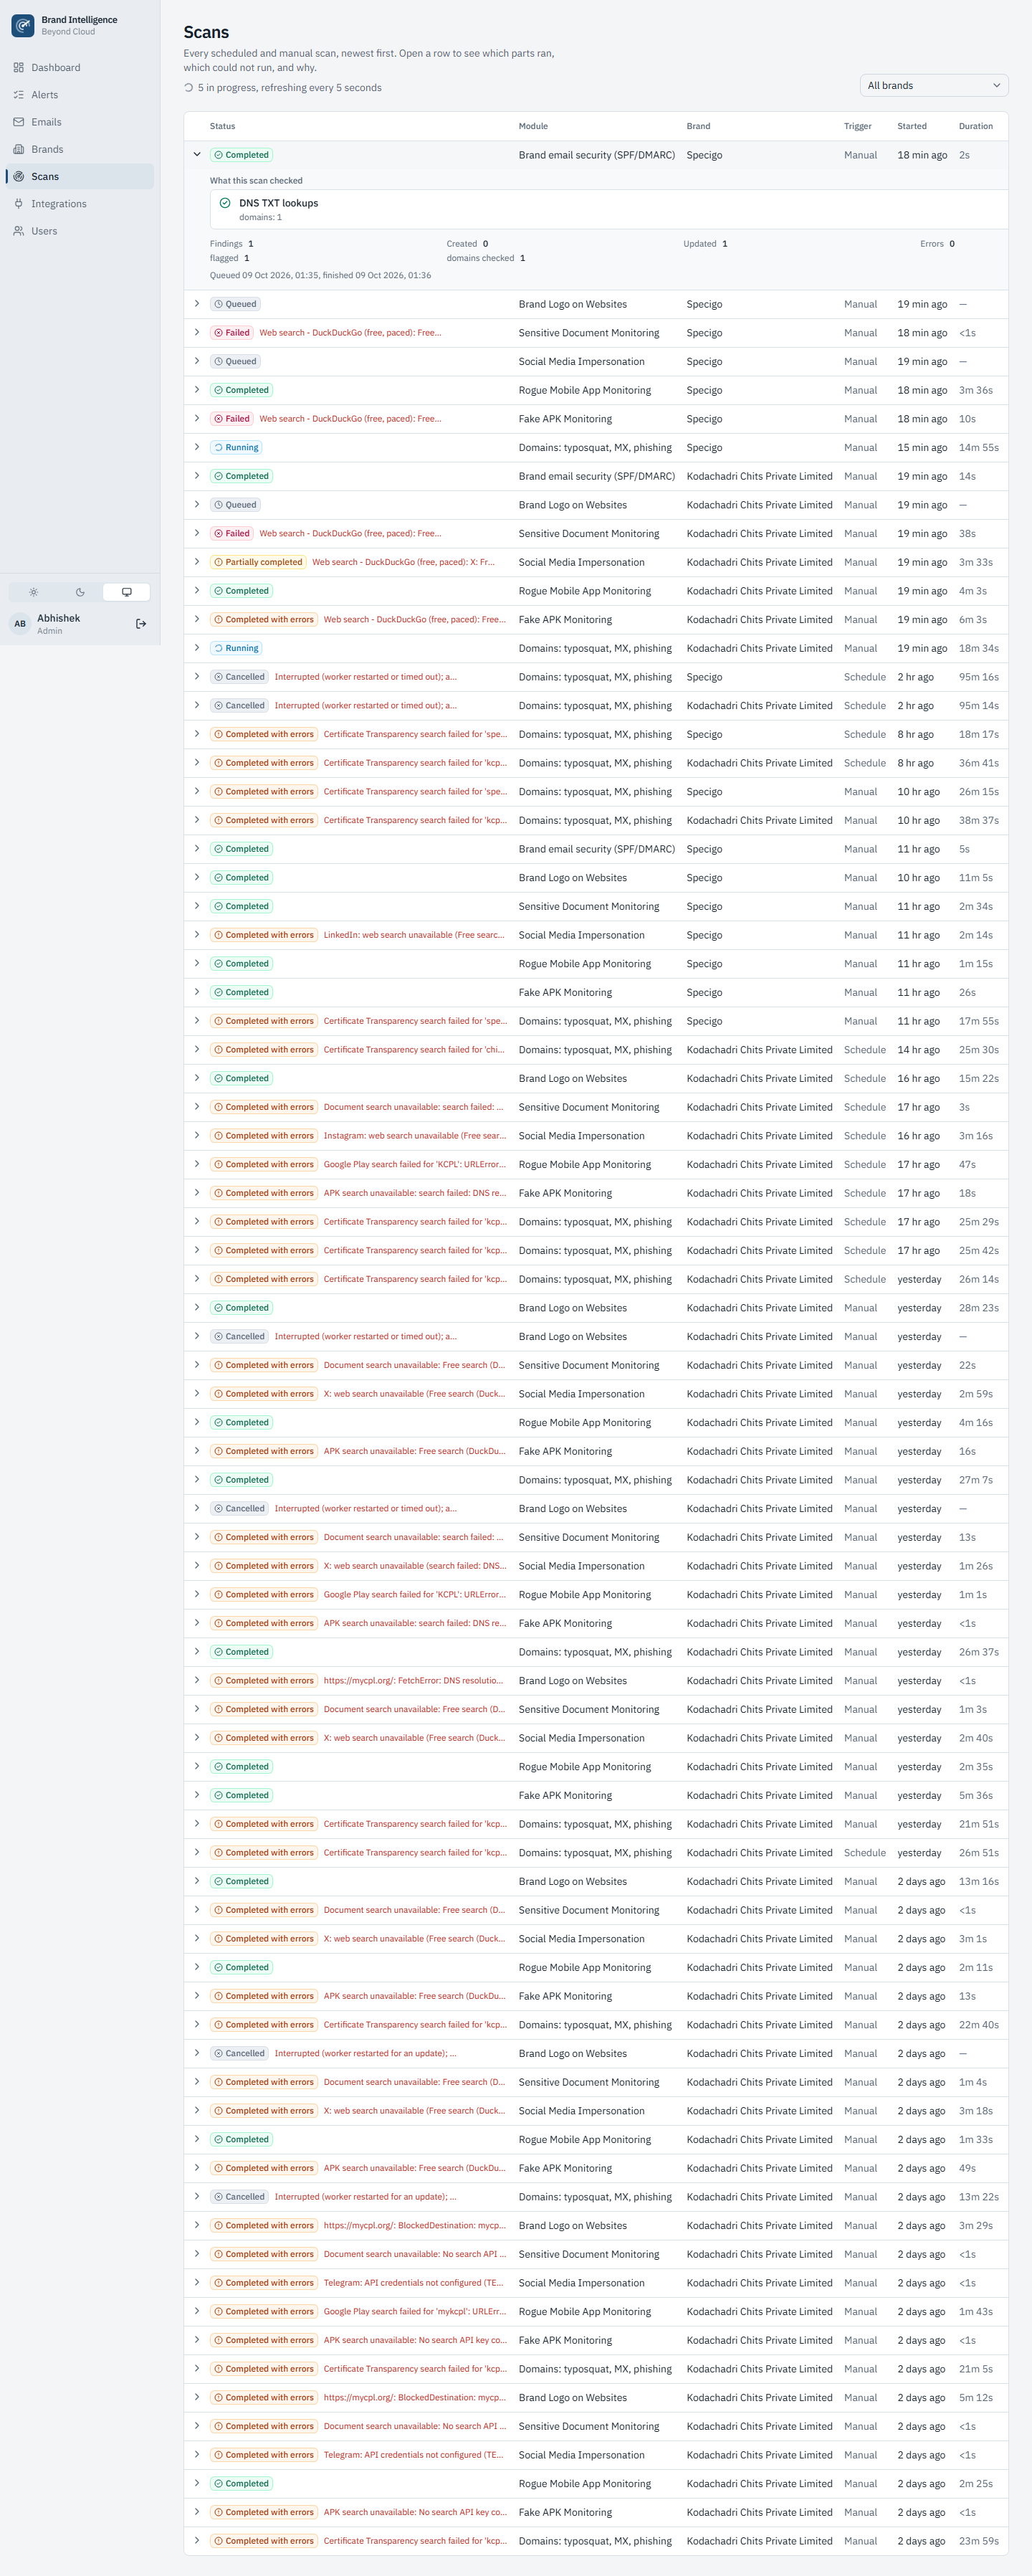 Brand Intelligence
Beyond Cloud
Dashboard
Alerts
Emails
Brands
Scans
Integrations
Users
AB
Abhishek
Admin
Scans
Every scheduled and manual scan, newest first. Open a row to see which parts ran,
which could not run, and why.
5 in progress, refreshing every 5 seconds
All brands
Status Module Brand Trigger Started Duration
Completed Brand email security (SPF/DMARC) Specigo Manual 18 min ago 2s
What this scan checked
DNS TXT lookups
domains: 1
Findings 1 Created 0 Updated 1 Errors 0
flagged 1 domains checked 1
Queued 09 Oct 2026, 01:35, finished 09 Oct 2026, 01:36
Queued Brand Logo on Websites Specigo Manual 19 min ago —
Failed Web search - DuckDuckGo (free, paced): Free... Sensitive Document Monitoring Specigo Manual 18 min ago <1s
Queued Social Media Impersonation Specigo Manual 19 min ago —
Completed Rogue Mobile App Monitoring Specigo Manual 18 min ago 3m 36s
Failed Web search - DuckDuckGo (free, paced): Free... Fake APK Monitoring Specigo Manual 18 min ago 10s
Running Domains: typosquat, MX, phishing Specigo Manual 15 min ago 14m 55s
Completed Brand email security (SPF/DMARC) Kodachadri Chits Private Limited Manual 19 min ago 14s
Queued Brand Logo on Websites Kodachadri Chits Private Limited Manual 19 min ago —
Failed Web search - DuckDuckGo (free, paced): Free... Sensitive Document Monitoring Kodachadri Chits Private Limited Manual 19 min ago 38s
Partially completed Web search - DuckDuckGo (free, paced): X: Fr... Social Media Impersonation Kodachadri Chits Private Limited Manual 19 min ago 3m 33s
Completed Rogue Mobile App Monitoring Kodachadri Chits Private Limited Manual 19 min ago 4m 3s
Completed with errors Web search - DuckDuckGo (free, paced): Free... Fake APK Monitoring Kodachadri Chits Private Limited Manual 19 min ago 6m 3s
Running Domains: typosquat, MX, phishing Kodachadri Chits Private Limited Manual 19 min ago 18m 34s
Cancelled Interrupted (worker restarted or timed out); a... Domains: typosquat, MX, phishing Specigo Schedule 2 hr ago 95m 16s
Cancelled Interrupted (worker restarted or timed out); a... Domains: typosquat, MX, phishing Kodachadri Chits Private Limited Schedule 2 hr ago 95m 14s
Completed with errors Certificate Transparency search failed for 'spe... Domains: typosquat, MX, phishing Specigo Schedule 8 hr ago 18m 17s
Completed with errors Certificate Transparency search failed for 'kcp... Domains: typosquat, MX, phishing Kodachadri Chits Private Limited Schedule 8 hr ago 36m 41s
Completed with errors Certificate Transparency search failed for 'spe... Domains: typosquat, MX, phishing Specigo Manual 10 hr ago 26m 15s
Completed with errors Certificate Transparency search failed for 'kcp... Domains: typosquat, MX, phishing Kodachadri Chits Private Limited Manual 10 hr ago 38m 37s
Completed Brand email security (SPF/DMARC) Specigo Manual 11 hr ago 5s
Completed Brand Logo on Websites Specigo Manual 10 hr ago 11m 5s
Completed Sensitive Document Monitoring Specigo Manual 11 hr ago 2m 34s
Completed with errors LinkedIn: web search unavailable (Free searc... Social Media Impersonation Specigo Manual 11 hr ago 2m 14s
Completed Rogue Mobile App Monitoring Specigo Manual 11 hr ago 1m 15s
Completed Fake APK Monitoring Specigo Manual 11 hr ago 26s
Completed with errors Certificate Transparency search failed for 'spe... Domains: typosquat, MX, phishing Specigo Manual 11 hr ago 17m 55s
Completed with errors Certificate Transparency search failed for 'chi... Domains: typosquat, MX, phishing Kodachadri Chits Private Limited Schedule 14 hr ago 25m 30s
Completed Brand Logo on Websites Kodachadri Chits Private Limited Schedule 16 hr ago 15m 22s
Completed with errors Document search unavailable: search failed: ... Sensitive Document Monitoring Kodachadri Chits Private Limited Schedule 17 hr ago 3s
Completed with errors Instagram: web search unavailable (Free sear... Social Media Impersonation Kodachadri Chits Private Limited Schedule 16 hr ago 3m 16s
Completed with errors Google Play search failed for 'KCPL': URLError... Rogue Mobile App Monitoring Kodachadri Chits Private Limited Schedule 17 hr ago 47s
Completed with errors APK search unavailable: search failed: DNS re... Fake APK Monitoring Kodachadri Chits Private Limited Schedule 17 hr ago 18s
Completed with errors Certificate Transparency search failed for 'kcp... Domains: typosquat, MX, phishing Kodachadri Chits Private Limited Schedule 17 hr ago 25m 29s
Completed with errors Certificate Transparency search failed for 'kcp... Domains: typosquat, MX, phishing Kodachadri Chits Private Limited Schedule 17 hr ago 25m 42s
Completed with errors Certificate Transparency search failed for 'kcp... Domains: typosquat, MX, phishing Kodachadri Chits Private Limited Schedule yesterday 26m 14s
Completed Brand Logo on Websites Kodachadri Chits Private Limited Manual yesterday 28m 23s
Cancelled Interrupted (worker restarted or timed out); a... Brand Logo on Websites Kodachadri Chits Private Limited Manual yesterday —
Completed with errors Document search unavailable: Free search (D... Sensitive Document Monitoring Kodachadri Chits Private Limited Manual yesterday 22s
Completed with errors X: web search unavailable (Free search (Duck... Social Media Impersonation Kodachadri Chits Private Limited Manual yesterday 2m 59s
Completed Rogue Mobile App Monitoring Kodachadri Chits Private Limited Manual yesterday 4m 16s
Completed with errors APK search unavailable: Free search (DuckDu... Fake APK Monitoring Kodachadri Chits Private Limited Manual yesterday 16s
Completed Domains: typosquat, MX, phishing Kodachadri Chits Private Limited Manual yesterday 27m 7s
Cancelled Interrupted (worker restarted or timed out); a... Brand Logo on Websites Kodachadri Chits Private Limited Manual yesterday —
Completed with errors Document search unavailable: search failed: ... Sensitive Document Monitoring Kodachadri Chits Private Limited Manual yesterday 13s
Completed with errors X: web search unavailable (search failed: DNS... Social Media Impersonation Kodachadri Chits Private Limited Manual yesterday 1m 26s
Completed with errors Google Play search failed for 'KCPL': URLError... Rogue Mobile App Monitoring Kodachadri Chits Private Limited Manual yesterday 1m 1s
Completed with errors APK search unavailable: search failed: DNS re... Fake APK Monitoring Kodachadri Chits Private Limited Manual yesterday <1s
Completed Domains: typosquat, MX, phishing Kodachadri Chits Private Limited Manual yesterday 26m 37s
Completed with errors https://mycpl.org/: FetchError: DNS resolutio... Brand Logo on Websites Kodachadri Chits Private Limited Manual yesterday <1s
Completed with errors Document search unavailable: Free search (D... Sensitive Document Monitoring Kodachadri Chits Private Limited Manual yesterday 1m 3s
Completed with errors X: web search unavailable (Free search (Duck... Social Media Impersonation Kodachadri Chits Private Limited Manual yesterday 2m 40s
Completed Rogue Mobile App Monitoring Kodachadri Chits Private Limited Manual yesterday 2m 35s
Completed Fake APK Monitoring Kodachadri Chits Private Limited Manual yesterday 5m 36s
Completed with errors Certificate Transparency search failed for 'kcp... Domains: typosquat, MX, phishing Kodachadri Chits Private Limited Manual yesterday 21m 51s
Completed with errors Certificate Transparency search failed for 'kcp... Domains: typosquat, MX, phishing Kodachadri Chits Private Limited Schedule yesterday 26m 51s
Completed Brand Logo on Websites Kodachadri Chits Private Limited Manual 2 days ago 13m 16s
Completed with errors Document search unavailable: Free search (D... Sensitive Document Monitoring Kodachadri Chits Private Limited Manual 2 days ago <1s
Completed with errors X: web search unavailable (Free search (Duck... Social Media Impersonation Kodachadri Chits Private Limited Manual 2 days ago 3m 1s
Completed Rogue Mobile App Monitoring Kodachadri Chits Private Limited Manual 2 days ago 2m 11s
Completed with errors APK search unavailable: Free search (DuckDu... Fake APK Monitoring Kodachadri Chits Private Limited Manual 2 days ago 13s
Completed with errors Certificate Transparency search failed for 'kcp... Domains: typosquat, MX, phishing Kodachadri Chits Private Limited Manual 2 days ago 22m 40s
Cancelled Interrupted (worker restarted for an update); ... Brand Logo on Websites Kodachadri Chits Private Limited Manual 2 days ago —
Completed with errors Document search unavailable: Free search (D... Sensitive Document Monitoring Kodachadri Chits Private Limited Manual 2 days ago 1m 4s
Completed with errors X: web search unavailable (Free search (Duck... Social Media Impersonation Kodachadri Chits Private Limited Manual 2 days ago 3m 18s
Completed Rogue Mobile App Monitoring Kodachadri Chits Private Limited Manual 2 days ago 1m 33s
Completed with errors APK search unavailable: Free search (DuckDu... Fake APK Monitoring Kodachadri Chits Private Limited Manual 2 days ago 49s
Cancelled Interrupted (worker restarted for an update); ... Domains: typosquat, MX, phishing Kodachadri Chits Private Limited Manual 2 days ago 13m 22s
Completed with errors https://mycpl.org/: BlockedDestination: mycp... Brand Logo on Websites Kodachadri Chits Private Limited Manual 2 days ago 3m 29s
Completed with errors Document search unavailable: No search API ... Sensitive Document Monitoring Kodachadri Chits Private Limited Manual 2 days ago <1s
Completed with errors Telegram: API credentials not configured (TE... Social Media Impersonation Kodachadri Chits Private Limited Manual 2 days ago <1s
Completed with errors Google Play search failed for 'mykcpl': URLErr... Rogue Mobile App Monitoring Kodachadri Chits Private Limited Manual 2 days ago 1m 43s
Completed with errors APK search unavailable: No search API key co... Fake APK Monitoring Kodachadri Chits Private Limited Manual 2 days ago <1s
Completed with errors Certificate Transparency search failed for 'kcp... Domains: typosquat, MX, phishing Kodachadri Chits Private Limited Manual 2 days ago 21m 5s
Completed with errors https://mycpl.org/: BlockedDestination: mycp... Brand Logo on Websites Kodachadri Chits Private Limited Manual 2 days ago 5m 12s
Completed with errors Document search unavailable: No search API ... Sensitive Document Monitoring Kodachadri Chits Private Limited Manual 2 days ago <1s
Completed with errors Telegram: API credentials not configured (TE... Social Media Impersonation Kodachadri Chits Private Limited Manual 2 days ago <1s
Completed Rogue Mobile App Monitoring Kodachadri Chits Private Limited Manual 2 days ago 2m 25s
Completed with errors APK search unavailable: No search API key co... Fake APK Monitoring Kodachadri Chits Private Limited Manual 2 days ago <1s
Completed with errors Certificate Transparency search failed for 'kcp... Domains: typosquat, MX, phishing Kodachadri Chits Private Limited Manual 2 days ago 23m 59s